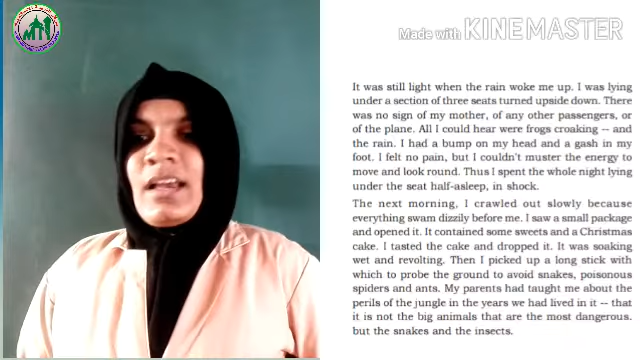 Made with KINEMASTER
It was still light when the rain woke me up. I was lying
under a section of three seats turned upside down. There
was no sign of my mother, of any other passengers, or
of the plane. All I could hear were frogs croaking -- and
the rain. I had a bump on my head and a gash in my
foot. I felt no pain, but I couldn't muster the energy to
move and look round. Thus I spent the whole night lying
under the seat half-asleep, in shock.
The next morning, I crawled out slowly because
everything swam dizzily before me. I saw a small package
and opened it. It contained some sweets and a Christmas
cake. I tasted the cake and dropped it. It was soaking
wet and revolting. Then I picked up a long stick with
which to probe the ground to avoid snakes, poisonous
spiders and ants. My parents had taught me about the
perils of the jungle in the years we had lived in it -- that
it is not the big animals that are the most dangerous.
but the snakes and the insects.